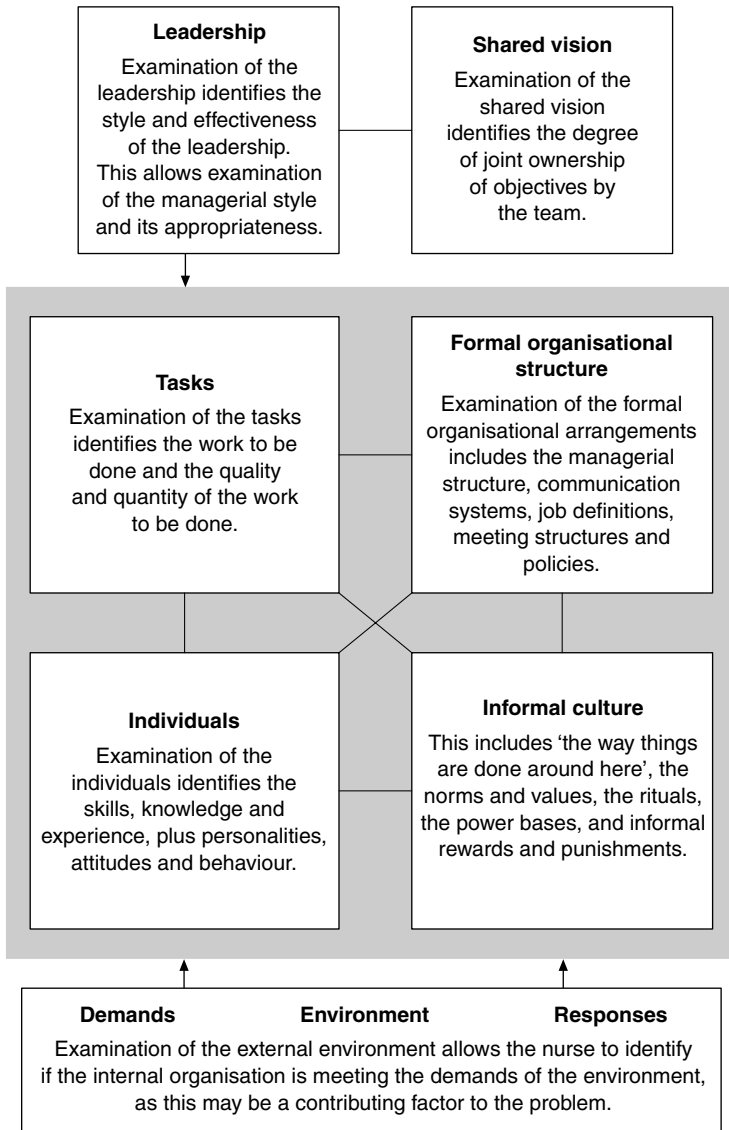 Leadership
Examination of the
leadership identifies the
style and effectiveness
of the leadership.
This allows examination
of the managerial style
and its appropriateness.
Shared vision
Examination of the
shared vision
identifies the degree
of joint ownership
of objectives by
the team.
Tasks
Examination of the tasks
identifies the work to be
done and the quality
and quantity of the work
to be done.
Formal organisational
structure
Examination of the formal
organisational arrangements
includes the managerial
structure, communication
systems, job definitions,
meeting structures and
policies.
Individuals
Examination of the
individuals identifies the
skills, knowledge and
experience, plus personalities,
attitudes and behaviour.
Informal culture
This includes ‘the way things
are done around here’, the
norms and values, the rituals,
the power bases, and informal
rewards and punishments.
Demands Environment Responses
Examination of the external environment allows the nurse to identify
if the internal organisation is meeting the demands of the environment,
as this may be a contributing factor to the problem.